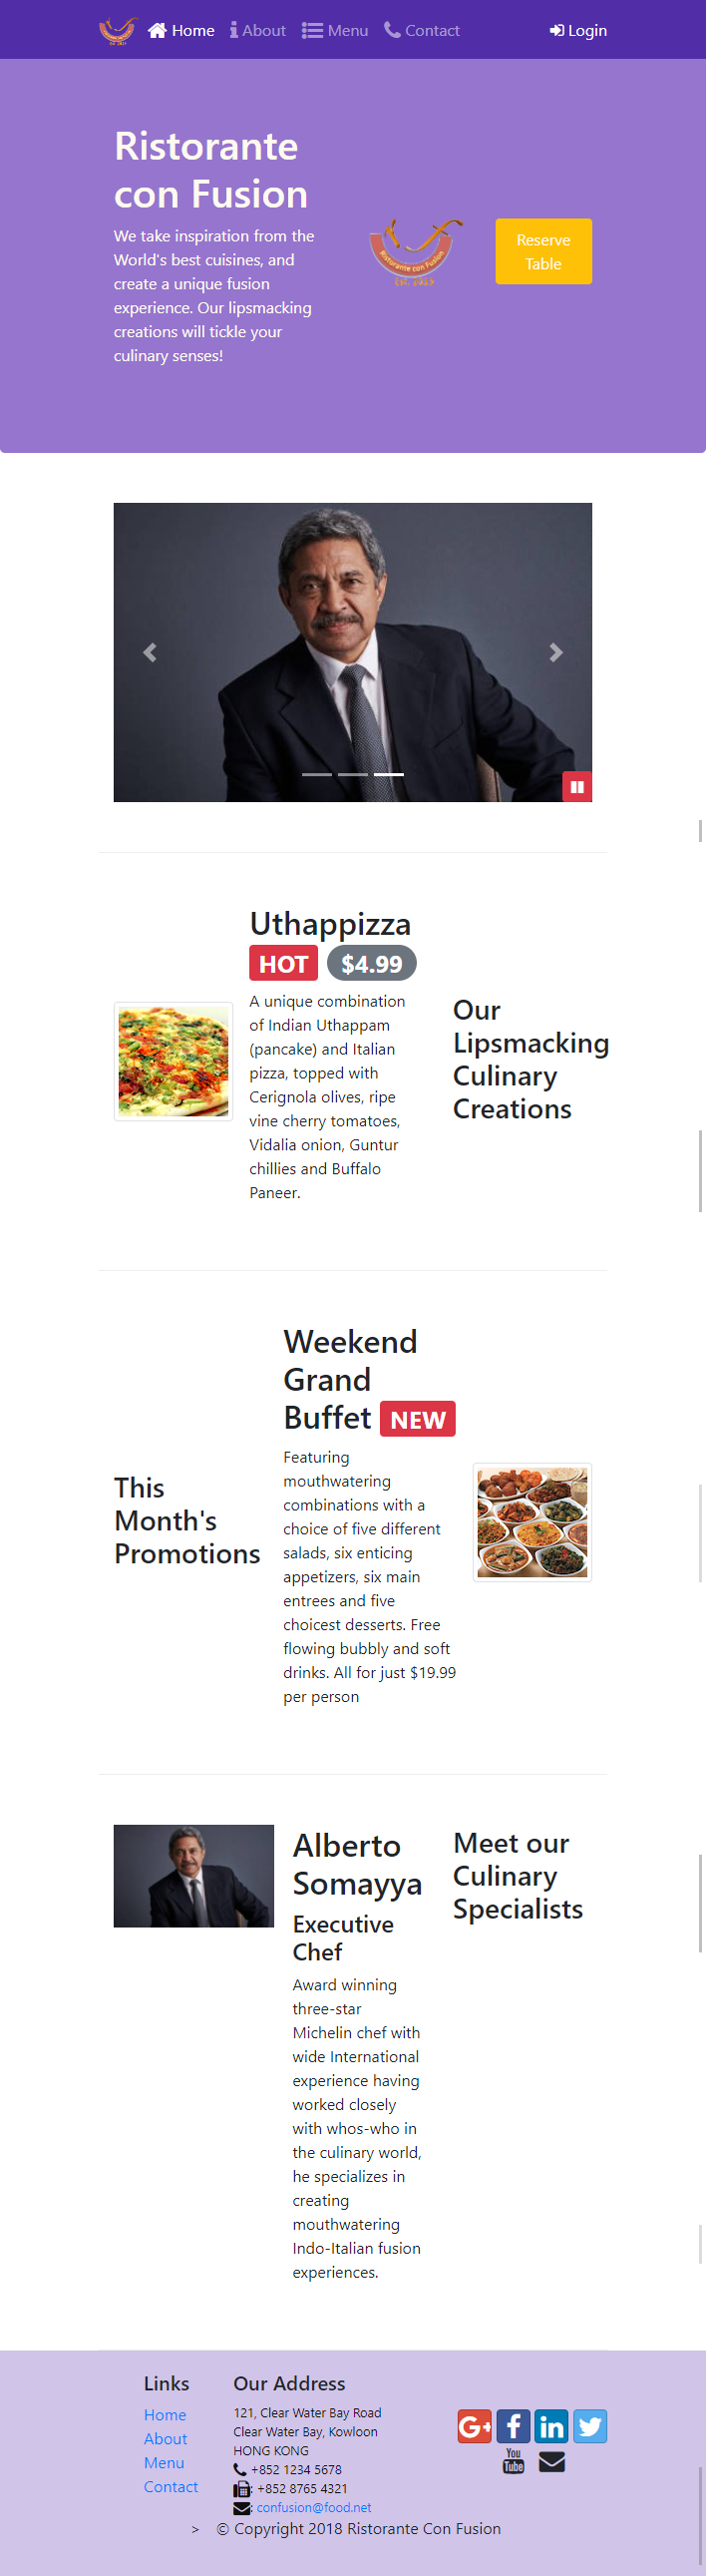 Home About Menu Contact Login
Ristorante
con Fusion
We take inspiration from the
World's best cuisines, and
create a unique fusion
experience. Our lipsmacking
creations will tickle your
culinary senses!
Ristorante con Fusion
Est. 2013
Reserve
Table
Uthappizza
HOT $4.99
A unique combination
of Indian Uthappam
(pancake) and Italian
pizza, topped with
Cerignola olives, ripe
vine cherry tomatoes,
Vidalia onion, Guntur
chillies and Buffalo
Paneer.
Our
Lipsmacking
Culinary
Creations
This
Month's
Promotions
Weekend
Grand
Buffet NEW
Featuring
mouthwatering
combinations with a
choice of five different
salads, six enticing
appetizers, six main
entrees and five
choicest desserts. Free
flowing bubbly and soft
drinks. All for just $19.99
per person
Alberto
Somayya
Executive
Chef
Award winning
three-star
Michelin chef with
wide International
experience having
worked closely
with whos-who in
the culinary world,
he specializes in
creating
mouthwatering
Indo-Italian fusion
experiences.
Meet our
Culinary
Specialists
Links
Home
About
Menu
Contact
Our Address
121, Clear Water Bay Road
Clear Water Bay, Kowloon
HONG KONG
+852 1234 5678
: +852 8765 4321
: confusion@food.net
G+ f in
You
Tube
> © Copyright 2018 Ristorante Con Fusion